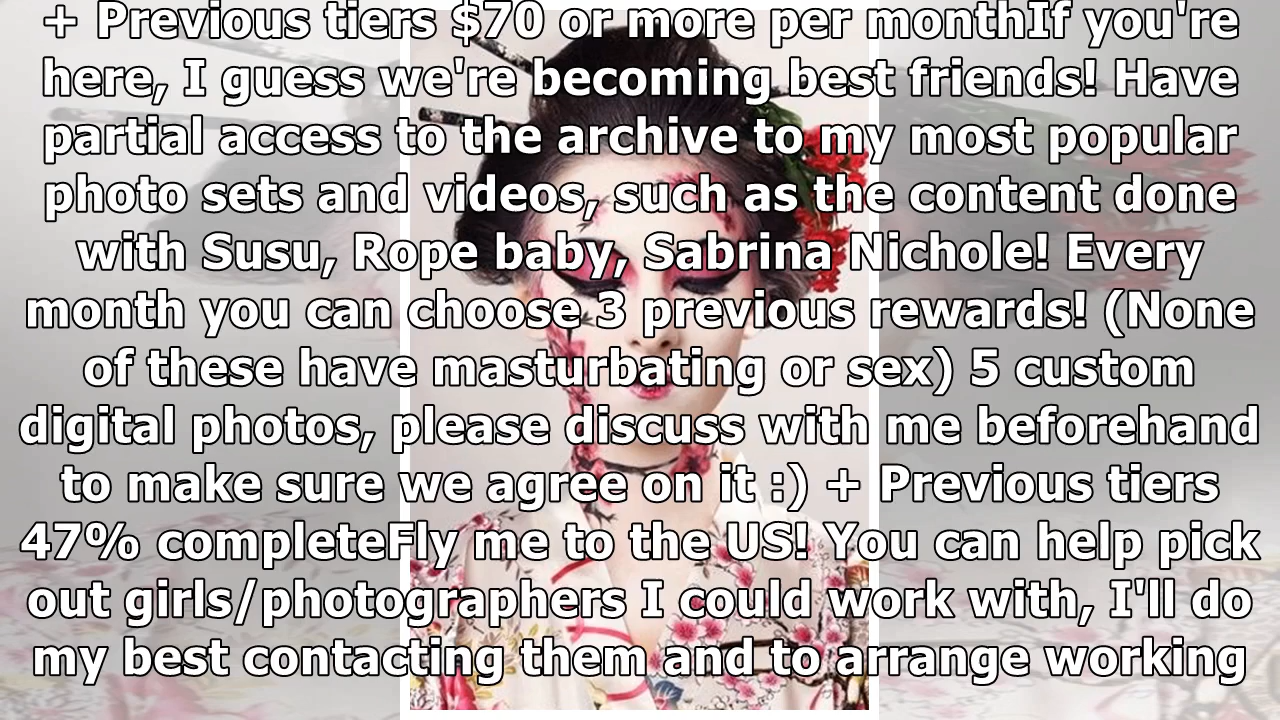 + Previous tiers $70 or more per monthIf you're
here, I guess we're becoming best friends! Have
partial access to the archive to my most popular
photo sets and videos, such as the content done
with Susu, Rope baby, Sabrina Nichole! Every
month you can choose 3 previous rewards! (None
of these have masturbating or sex) 5 custom
digital photos, please discuss with me beforehand
to make sure we agree on it :) + Previous tiers
47% completeFly me to the US! You can help pick
out girls/photographers I could work with, I'll do
my best contacting them and to arrange working